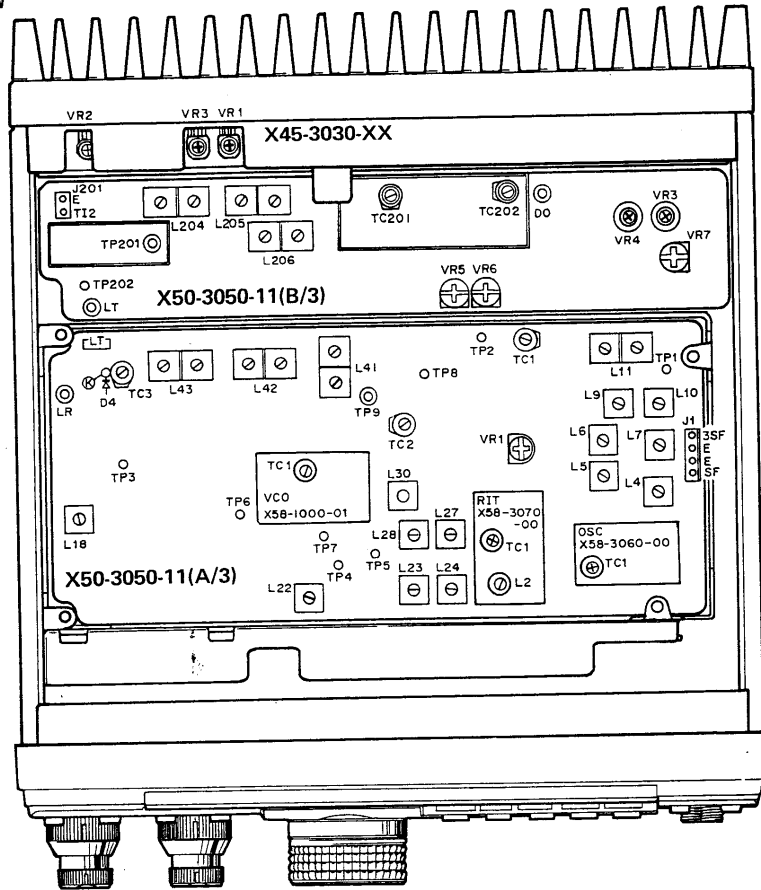 VR2
VR3 VR1
X45-3030-XX
J201
E
TI2
L204
L205
L206
TC201
TC202
DO
VR4
VR3
VR7
TP201
TP202
LT
X50-3050-11(B/3)
VR5 VR6
LT
LR
D4
TC3
L43
L42
L41
TP9
TP8
TP2
TC1
L11
TP1
L9
L10
TC2
VR1
L6
L7
J1
3SF
E
E
SF
L5
L4
TP3
L18
TP6
TC1
VCO
X58-1000-01
L30
RIT
X58-3070
-00
TC1
L2
OSC
X58-3060-00
TC1
L28
L27
TP7
TP4
TP5
L23
L24
L22
X50-3050-11(A/3)